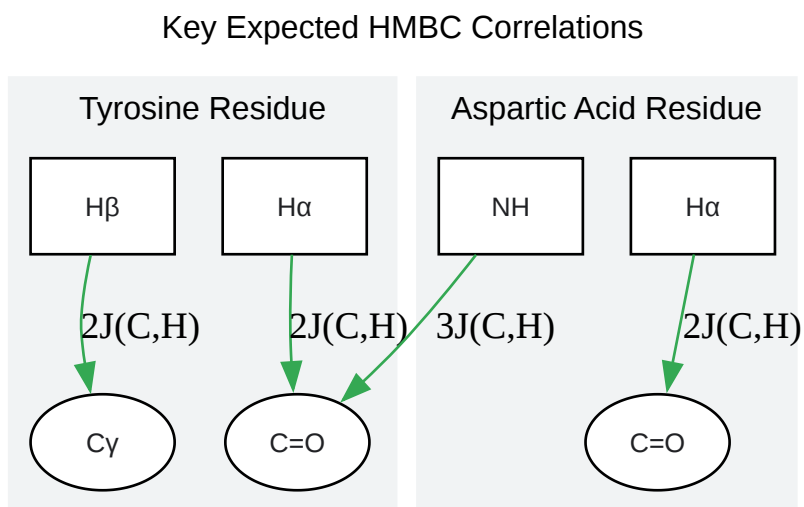 Key Expected HMBC Correlations
Tyrosine Residue
Aspartic Acid Residue
Hβ
Hα
NH
Hα
2J(C,H)
2J(C,H)
3J(C,H)
2J(C,H)
Cγ
C=O
C=O